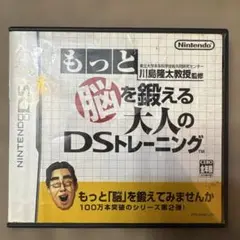 もっと
Nintendo
東北大学未来科学技術共同研究センター
川島隆太教授 監修
脳を鍛える
大人の
DSトレーニング
NINTENDO DS
もっと「脳」を鍛えてみませんか
100万本突破のシリーズ第2弾!